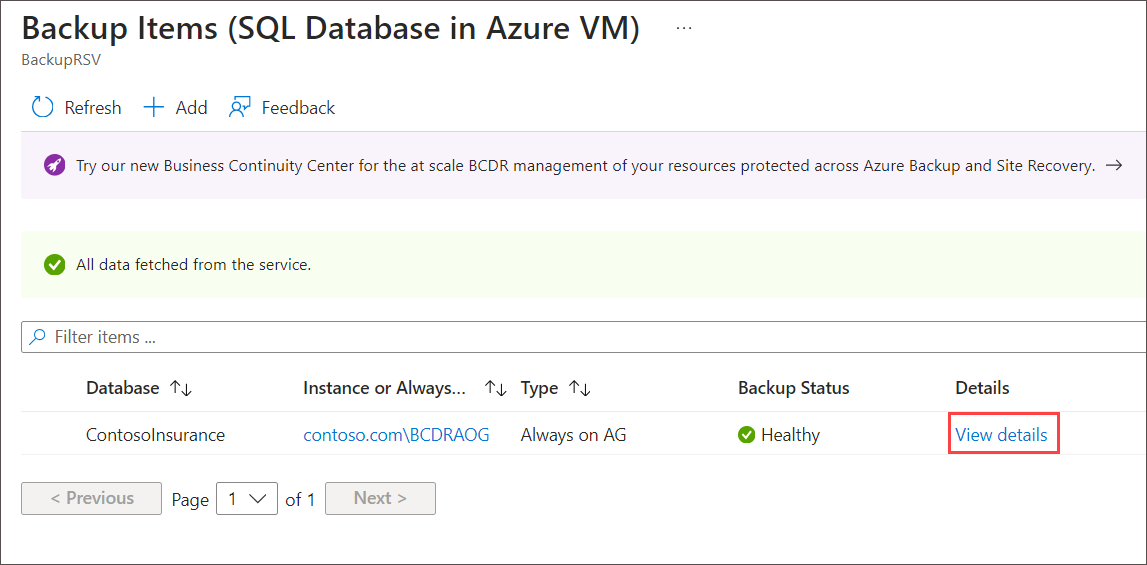 Backup Items (SQL Database in Azure VM) ...
BackupRSV
Refresh Add Feedback
Try our new Business Continuity Center for the at scale BCDR management of your resources protected across Azure Backup and Site Recovery. →
All data fetched from the service.
Filter items ...
Database ↑↓ Instance or Always... ↑↓ Type ↑↓ Backup Status Details
ContosoInsurance contoso.com\BCDRAOG Always on AG Healthy View details
< Previous Page 1 of 1 Next >